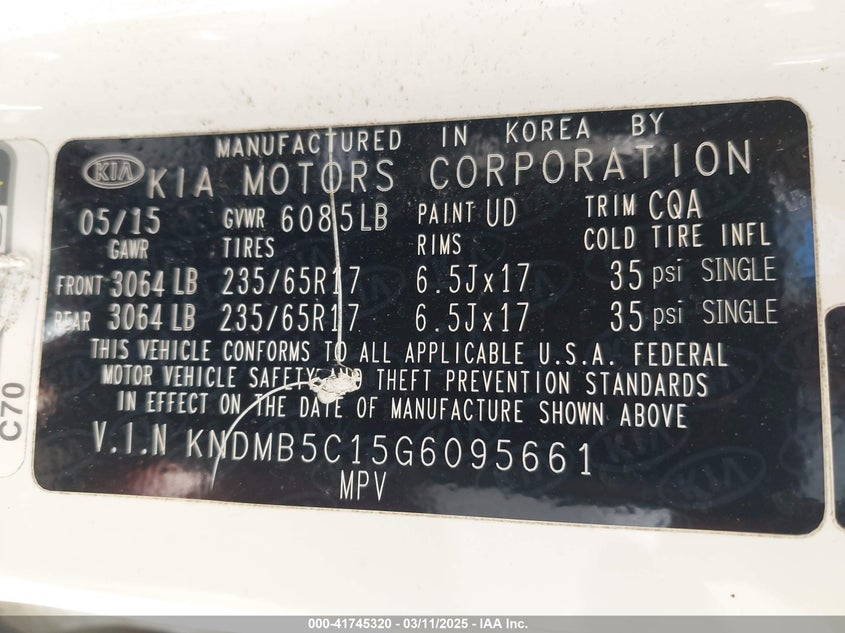 MANUFACTURED IN KOREA BY
KIA KIA MOTORS CORPORATION
05/15 GVWR 6085LB PAINT UD TRIM CQA
GAWR TIRES RIMS COLD TIRE INFL
FRONT 3064 LB 235/65R17 6.5Jx17 35 psi SINGLE
REAR 3064 LB 235/65R17 6.5Jx17 35 psi SINGLE
THIS VEHICLE CONFORMS TO ALL APPLICABLE U.S.A. FEDERAL
MOTOR VEHICLE SAFETY AND THEFT PREVENTION STANDARDS
IN EFFECT ON THE DATE OF MANUFACTURE SHOWN ABOVE
V.I.N KNDMB5C15G6095661
MPV
C70
000-41745320 - 03/11/2025 - IAA Inc.